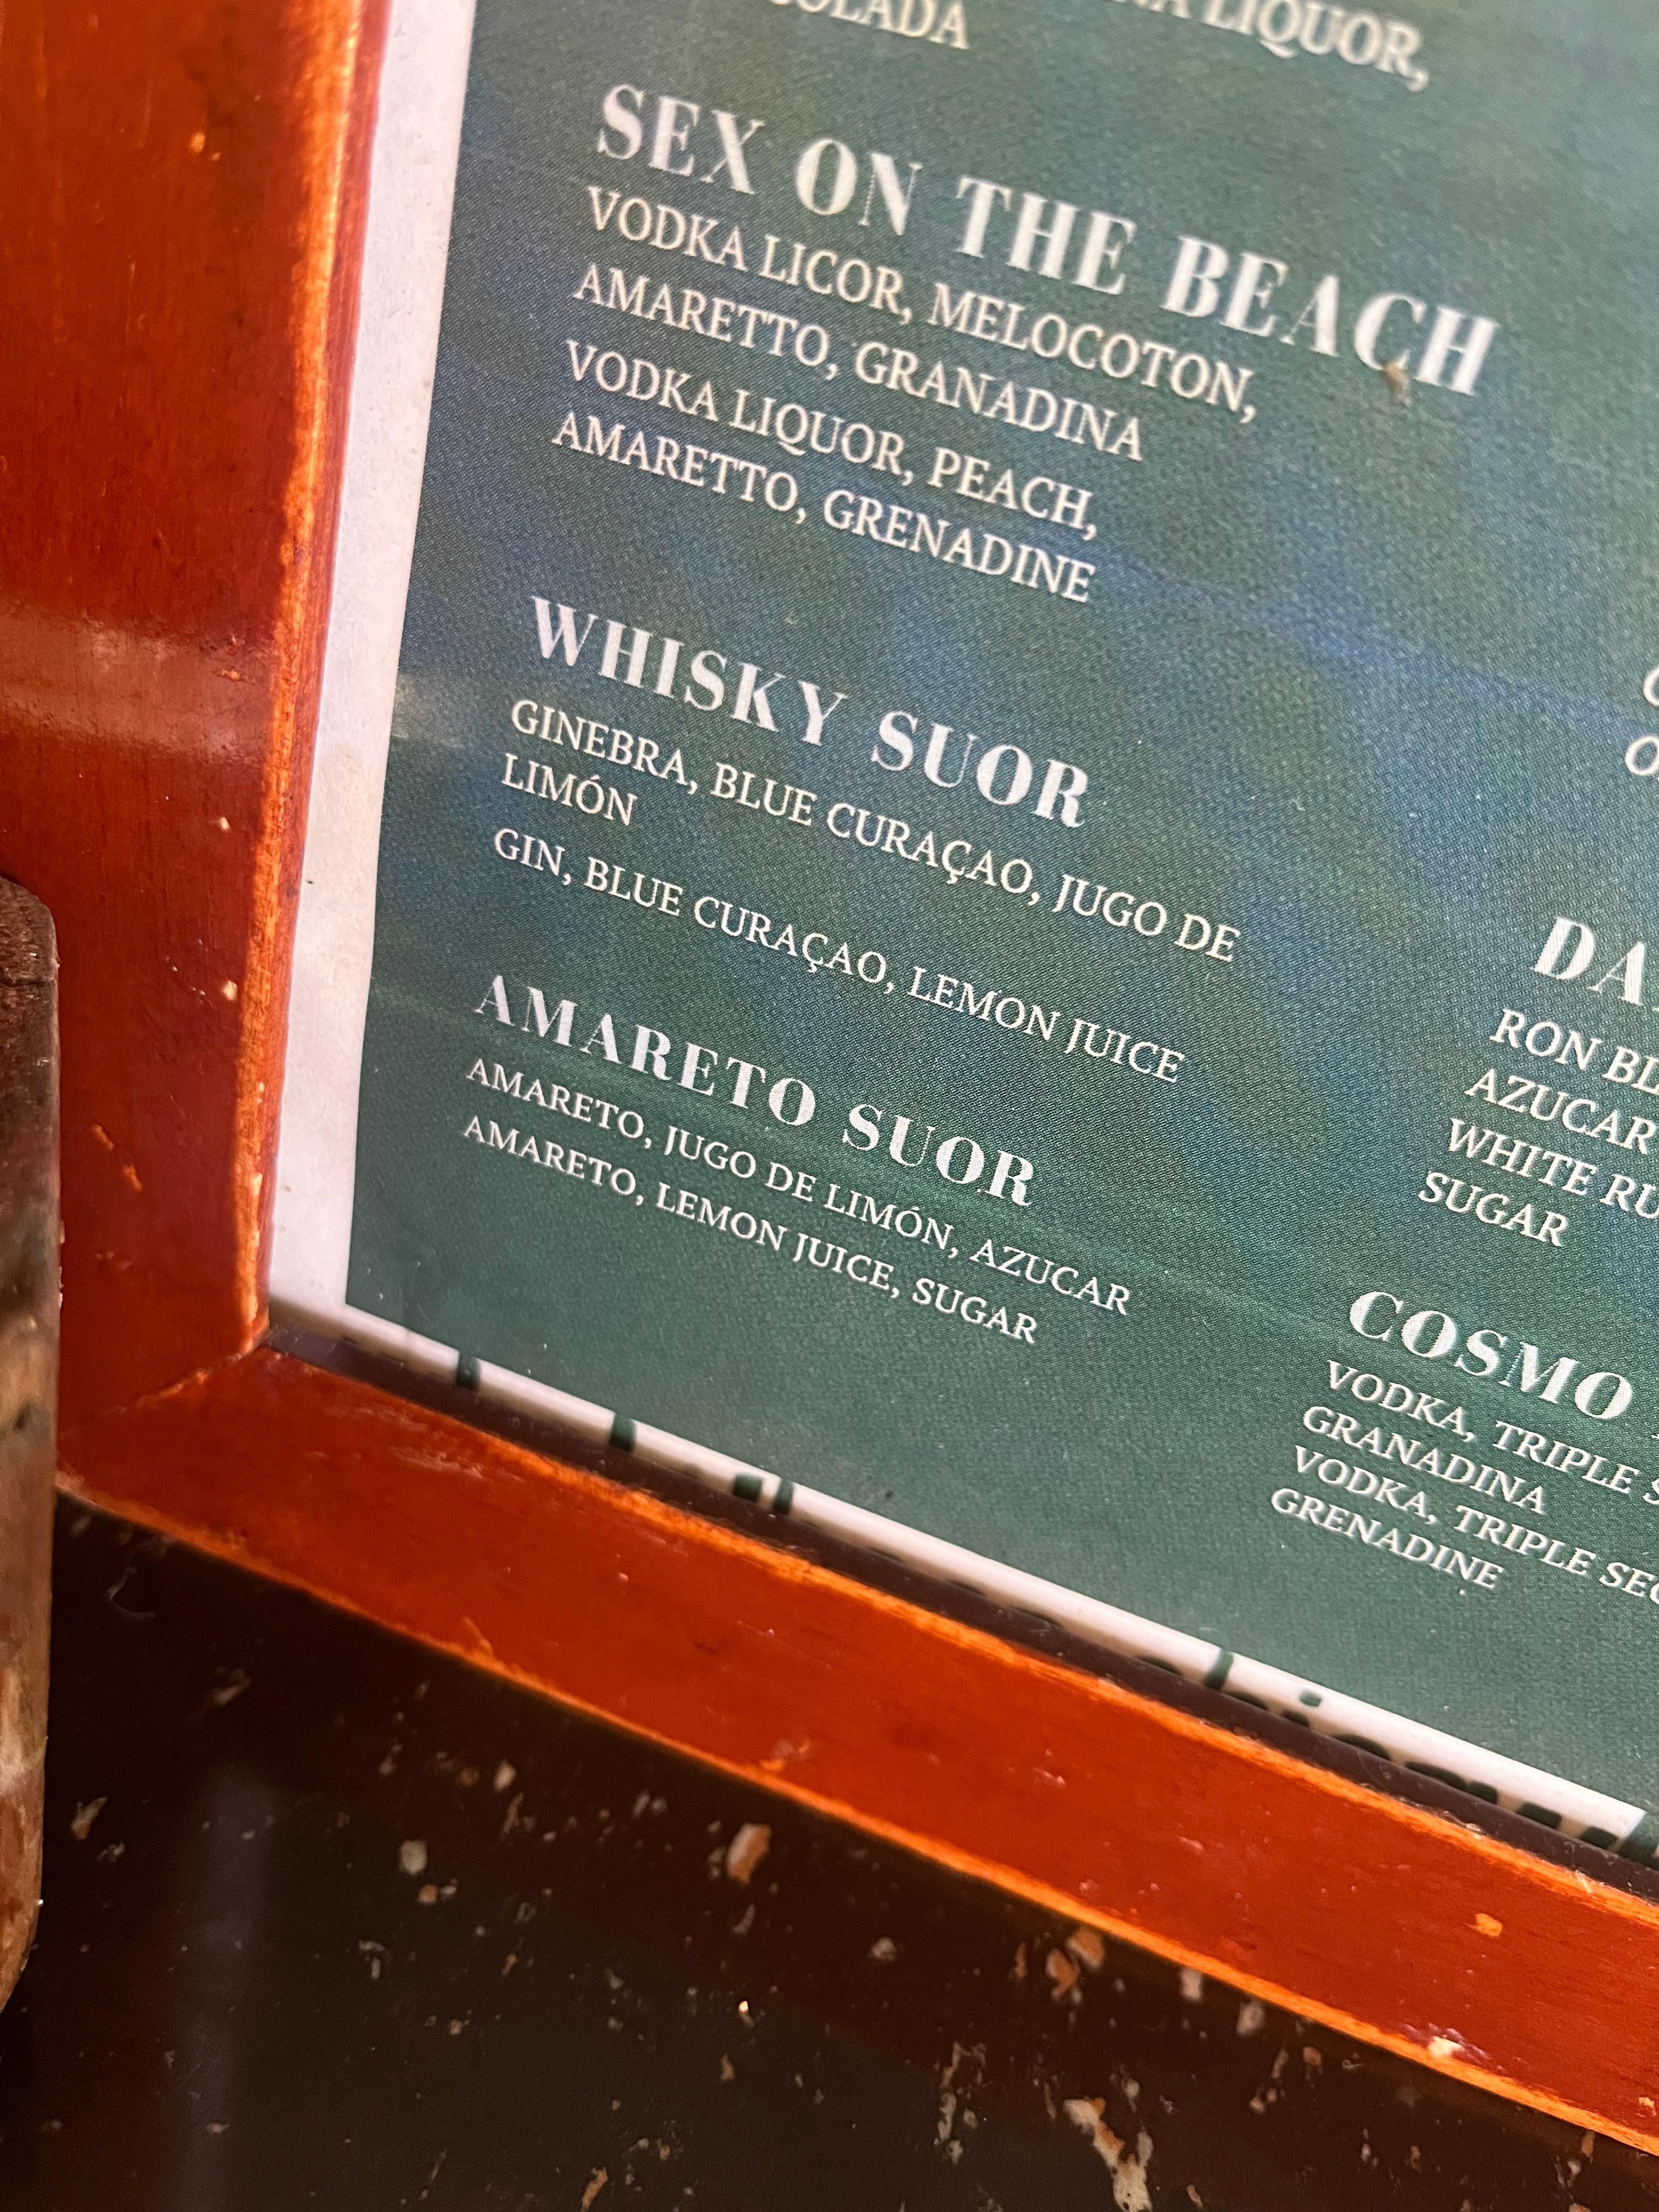 COLADA
LIQUOR,
SEX ON THE BEACH
VODKA LICOR, MELOCOTON,
AMARETTO, GRANADINA
VODKA LIQUOR, PEACH,
AMARETTO, GRENADINE
WHISKY SUOR
GINEBRA, BLUE CURAÇAO, JUGO DE
LIMÓN
GIN, BLUE CURAÇAO, LEMON JUICE
AMARETO SUOR
AMARETO, JUGO DE LIMÓN, AZUCAR
AMARETO, LEMON JUICE, SUGAR
RON
AZUCAR
WHITE
SUGAR
COSMO
VODKA, TRIPLE
GRANADINA
VODKA, TRIPLE
GRENADINE